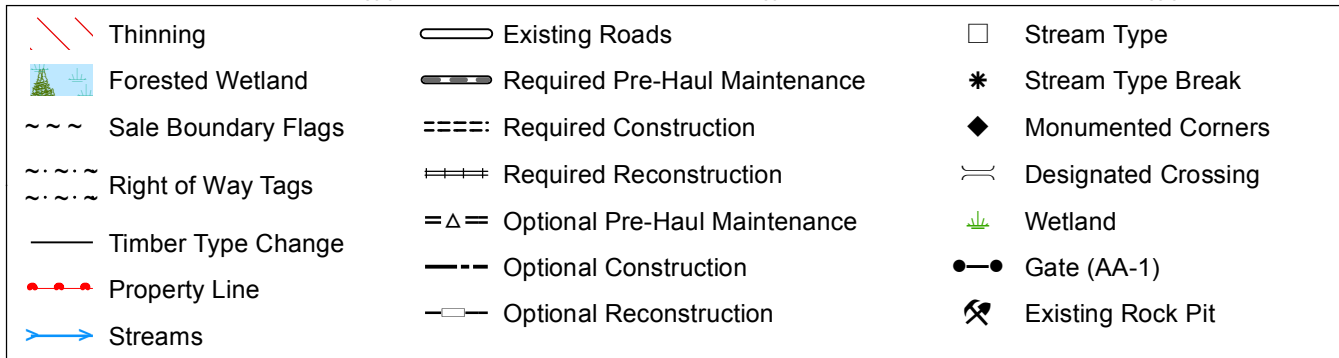 Thinning
Forested Wetland
Sale Boundary Flags
Right of Way Tags
Timber Type Change
Property Line
Streams
Existing Roads
Required Pre-Haul Maintenance
Required Construction
Required Reconstruction
Optional Pre-Haul Maintenance
Optional Construction
Optional Reconstruction
Stream Type
Stream Type Break
Monumented Corners
Designated Crossing
Wetland
Gate (AA-1)
Existing Rock Pit